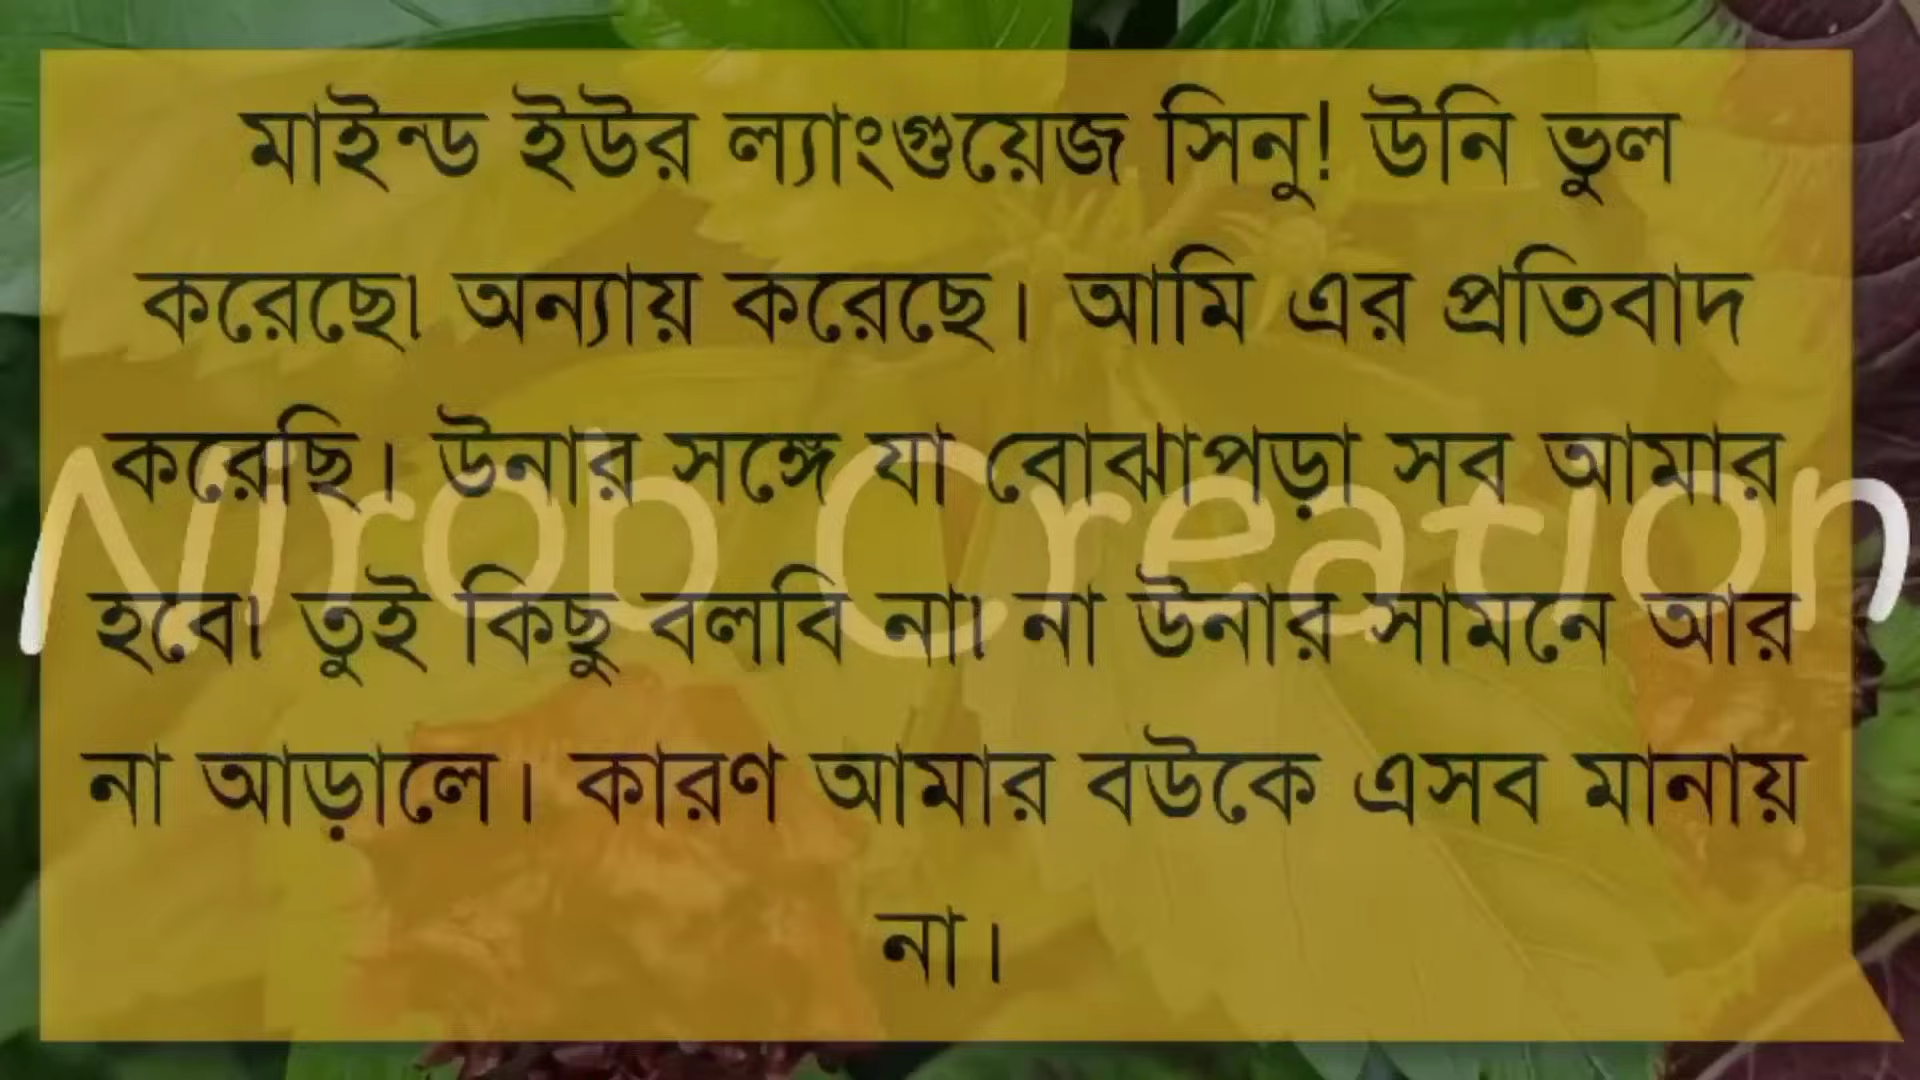 মাইন্ড ইউর ল্যাংগুয়েজ সিনু! উনি ভুল
করেছে৷ অন্যায় করেছে। আমি এর প্রতিবাদ
করেছি। উনার সঙ্গে যা বোঝাপড়া সব আমার
Nirob Creation
হবে৷ তুই কিছু বলবি না৷ না উনার সামনে আর
না আড়ালে। কারণ আমার বউকে এসব মানায়
না।